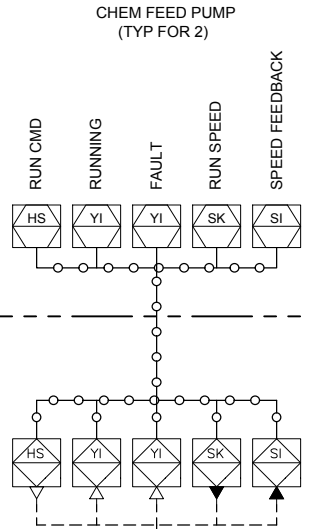 CHEM FEED PUMP
(TYP FOR 2)
RUN CMD
RUNNING
FAULT
RUN SPEED
SPEED FEEDBACK
HS YI YI SK SI
HS YI YI SK SI